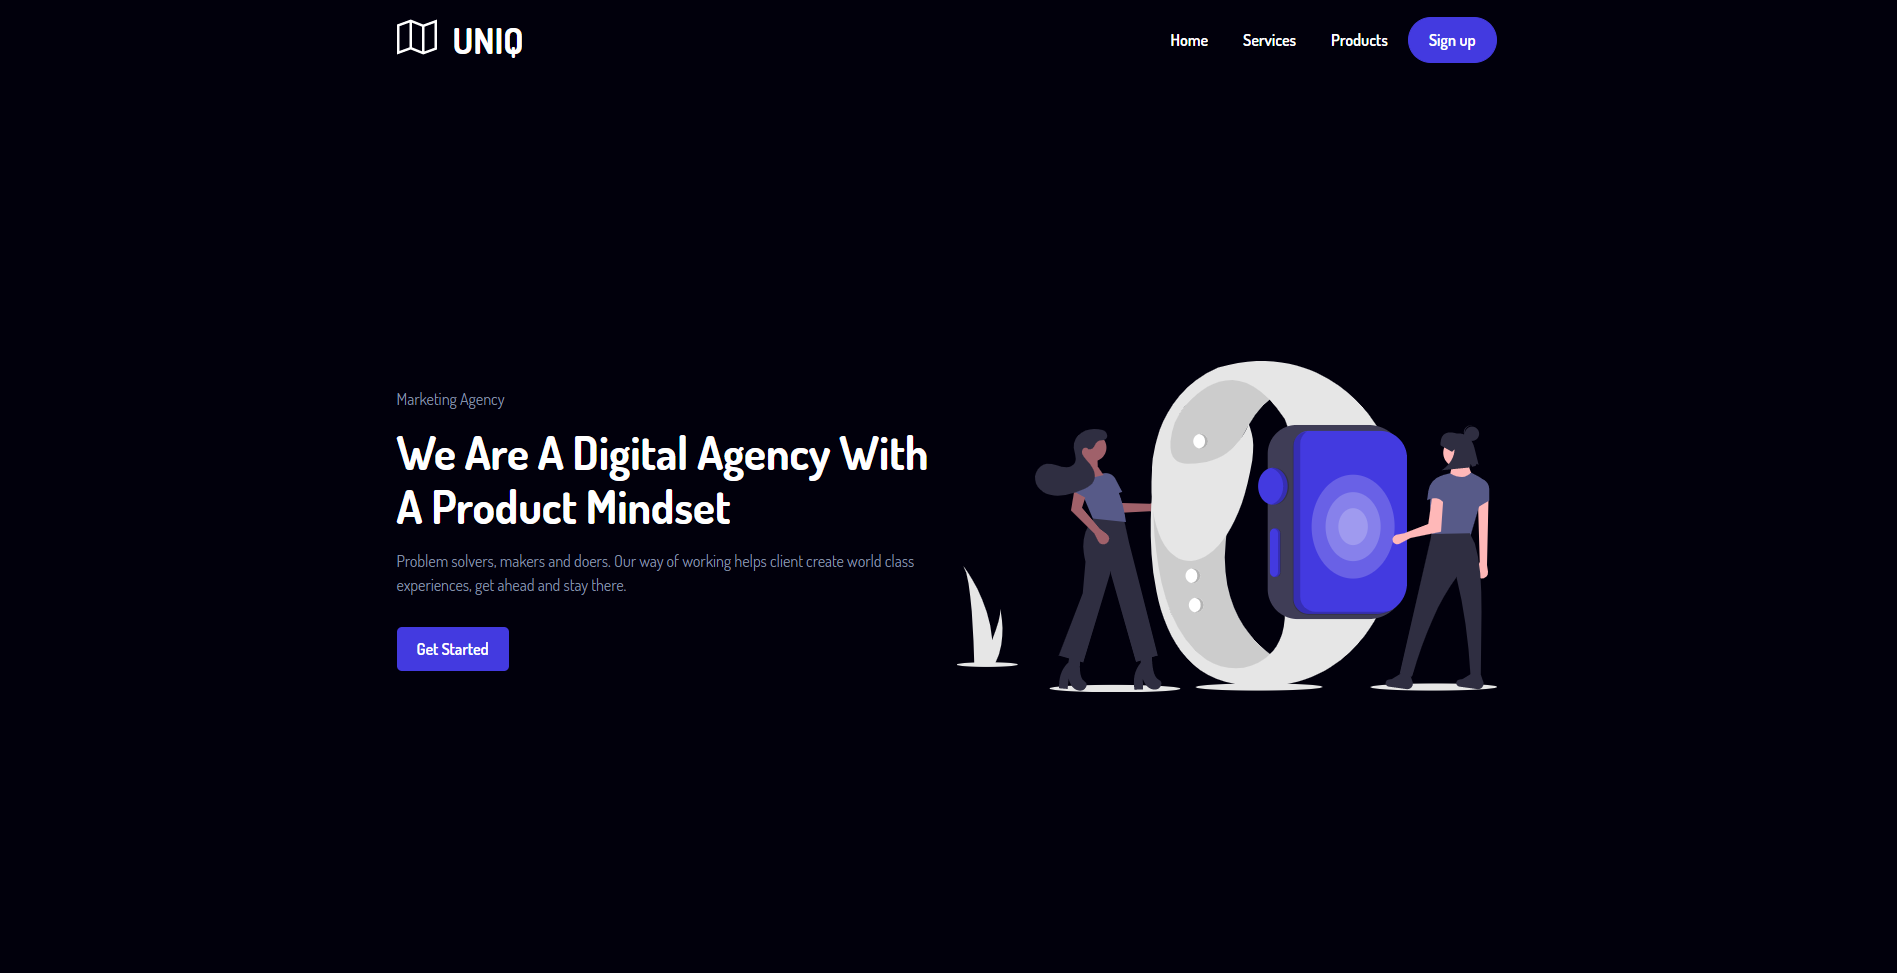 UNIQ
Home Services Products Sign up
Marketing Agency
We Are A Digital Agency With
A Product Mindset
Problem solvers, makers and doers. Our way of working helps client create world class
experiences, get ahead and stay there.
Get Started